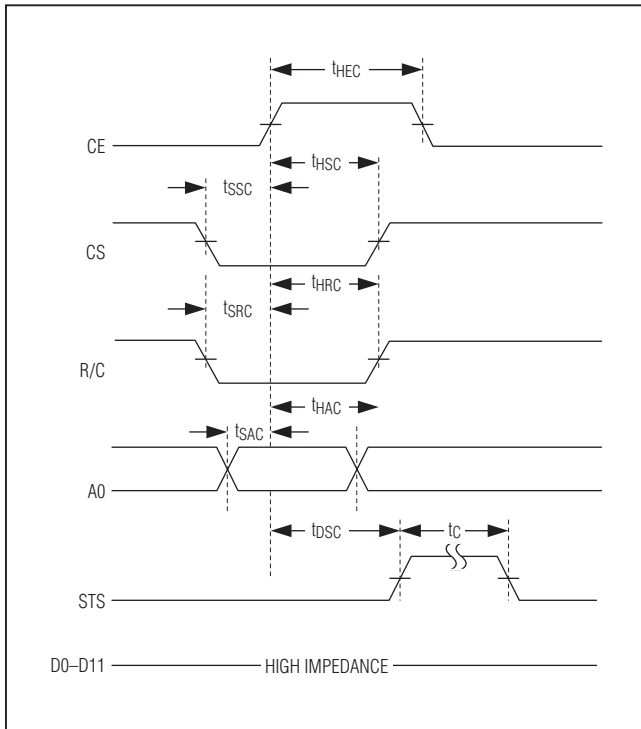 tHEC
CE
tHSC
tSSC
CS
tHRC
tSRC
R/C
tHAC
tSAC
A0
tDSC
tC
STS
D0–D11
HIGH IMPEDANCE